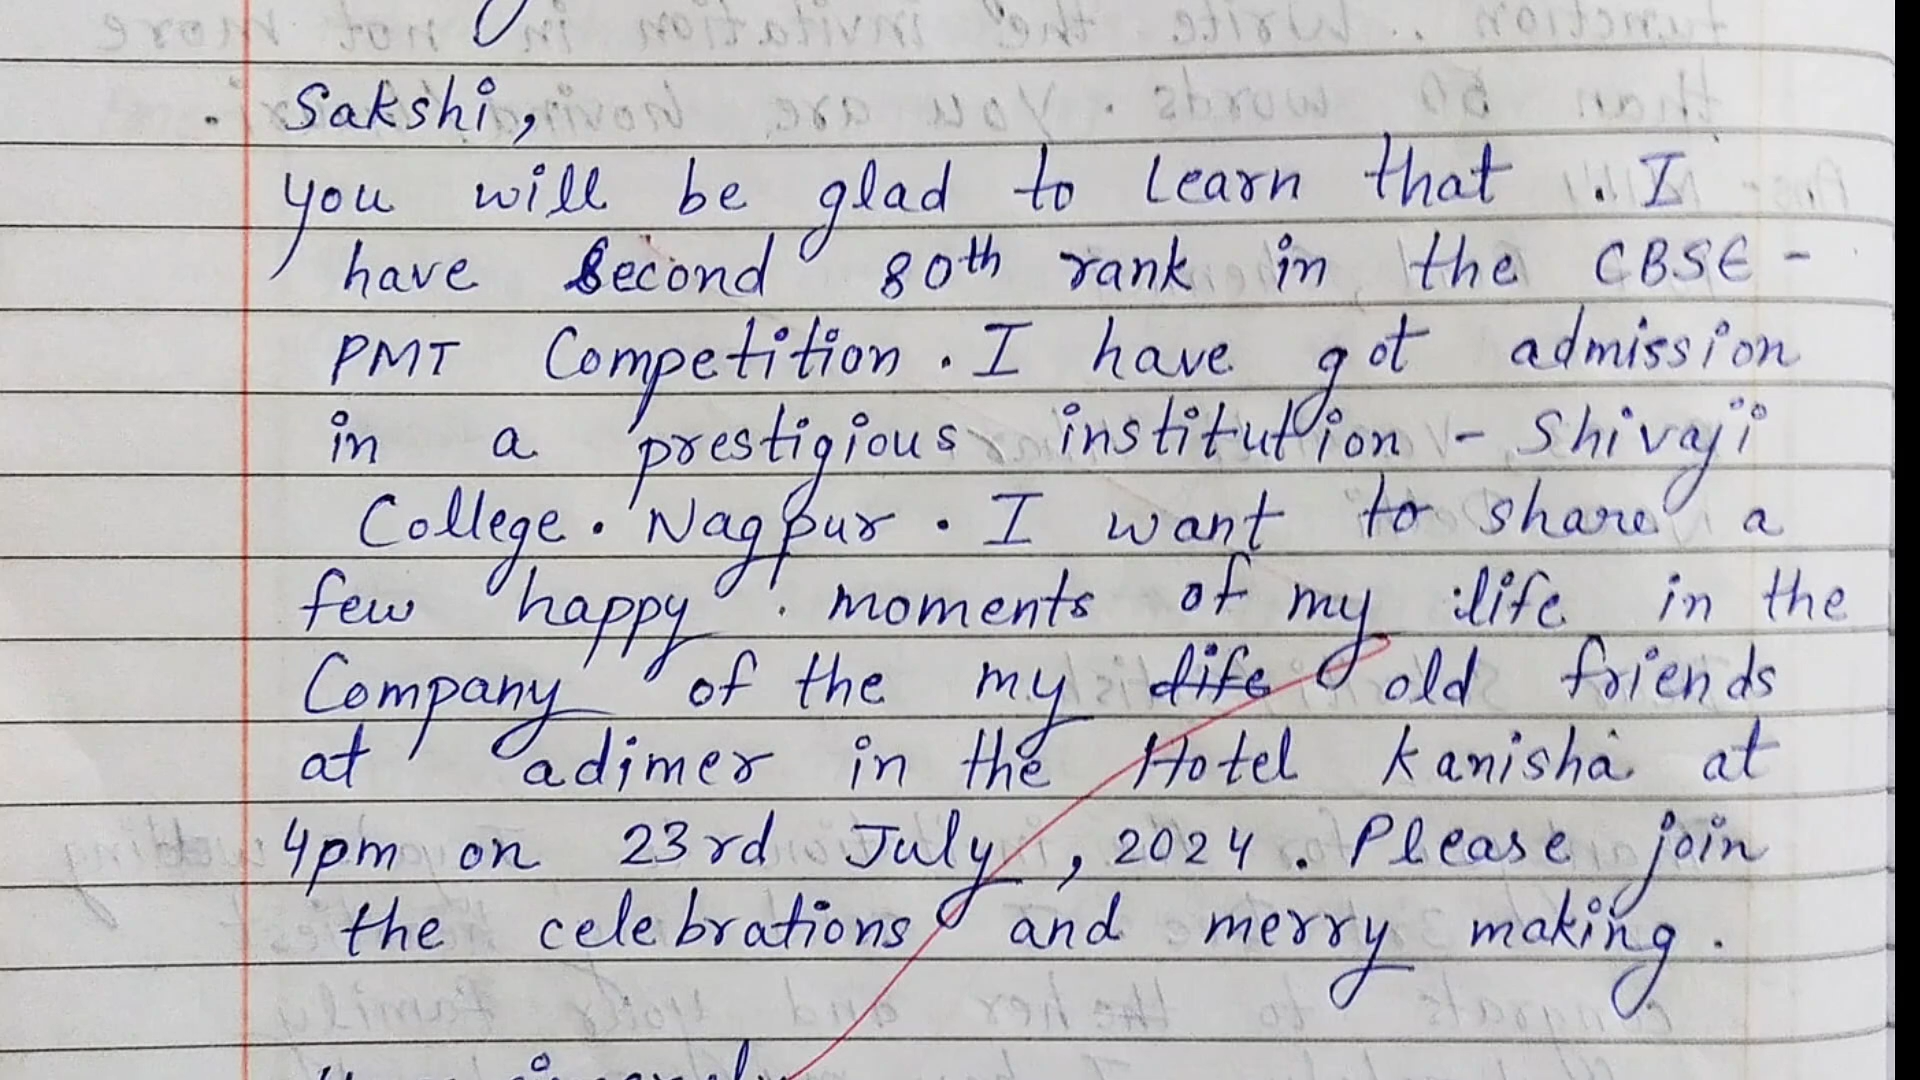 Sakshi,
you will be glad to learn that . I
have second 80th rank in the CBSE -
PMT Competition . I have got admission
in a prestigious institution - Shivaji
College . Nagpur . I want to share a
few happy . moments of my life in the
Company of the my life old friends
at adimer in the Hotel Kanisha at
4pm on 23rd July , 2024 . Please join
the celebrations and merry making .